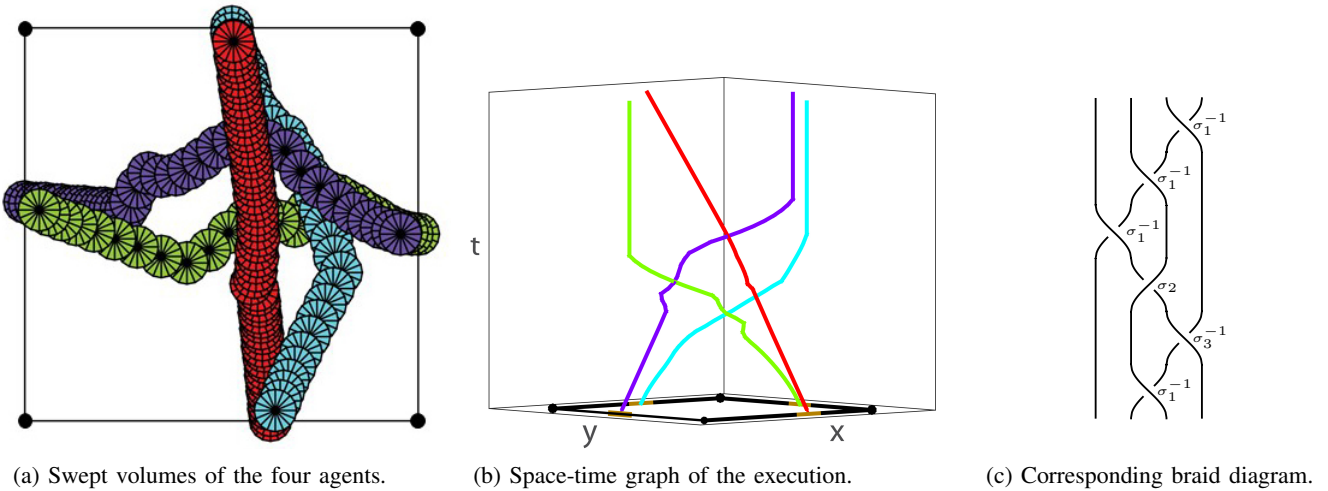 t
y
x
σ₁⁻¹
σ₁⁻¹
σ₁⁻¹
σ₂
σ₃⁻¹
σ₁⁻¹
(a) Swept volumes of the four agents.
(b) Space-time graph of the execution.
(c) Corresponding braid diagram.